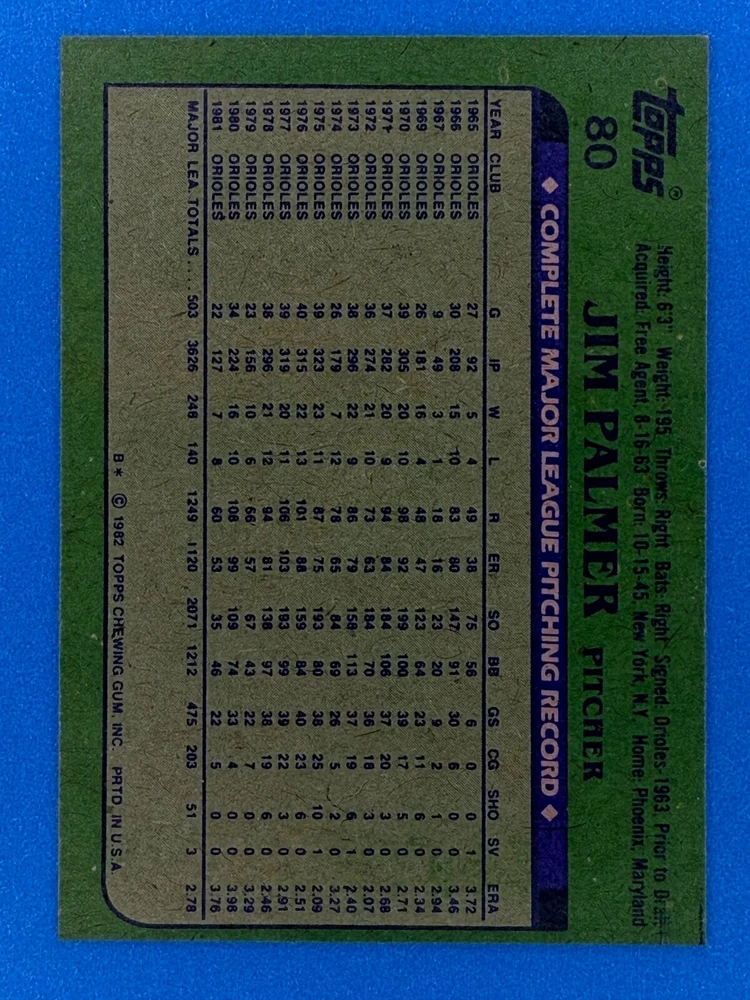 topps®
80
Height: 6'3" Weight: 195 Throws: Right Bats: Right Signed: Orioles-1963 Prior to Draft
Acquired: Free Agent, 8-16-63 Born: 10-15-45, New York, N.Y. Home: Phoenix, Maryland
JIM PALMER PITCHER
◆ COMPLETE MAJOR LEAGUE PITCHING RECORD ◆
YEAR CLUB G IP W L R ER SO BB GS CG SHO SV ERA
1965 ORIOLES 27 92 5 4 49 38 75 56 6 0 0 1 3.72
1966 ORIOLES 30 208 15 10 83 80 147 91 30 6 0 0 3.46
1967 ORIOLES 9 49 3 1 18 16 23 20 9 2 1 0 2.94
1969 ORIOLES 26 181 16 4 48 47 123 64 23 11 6 0 2.34
1970 ORIOLES 39 305 20 10 98 92 199 100 39 17 5 0 2.71
1971 ORIOLES 37 282 20 9 94 84 184 106 37 20 3 0 2.68
1972 ORIOLES 36 274 21 10 73 63 184 70 36 18 3 0 2.07
1973 ORIOLES 38 296 22 9 86 79 158 113 37 19 6 1 2.40
1974 ORIOLES 26 179 7 12 78 65 84 69 26 5 2 0 3.27
1975 ORIOLES 39 323 23 11 87 75 193 80 38 25 10 1 2.09
1976 ORIOLES 40 315 22 13 101 88 159 84 40 23 6 0 2.51
1977 ORIOLES 39 319 20 11 106 103 193 99 39 22 3 0 2.91
1978 ORIOLES 38 296 21 12 94 81 138 97 38 19 6 0 2.46
1979 ORIOLES 23 156 10 6 66 57 67 43 22 7 0 0 3.29
1980 ORIOLES 34 224 16 10 108 99 109 74 33 4 0 0 3.98
1981 ORIOLES 22 127 7 8 60 53 35 46 22 5 0 0 3.76
MAJOR LEA TOTALS .... 503 3626 248 140 1249 1120 2071 1212 475 203 51 3 2.78
B* © 1982 TOPPS CHEWING GUM, INC. PRTD. IN U.S.A.